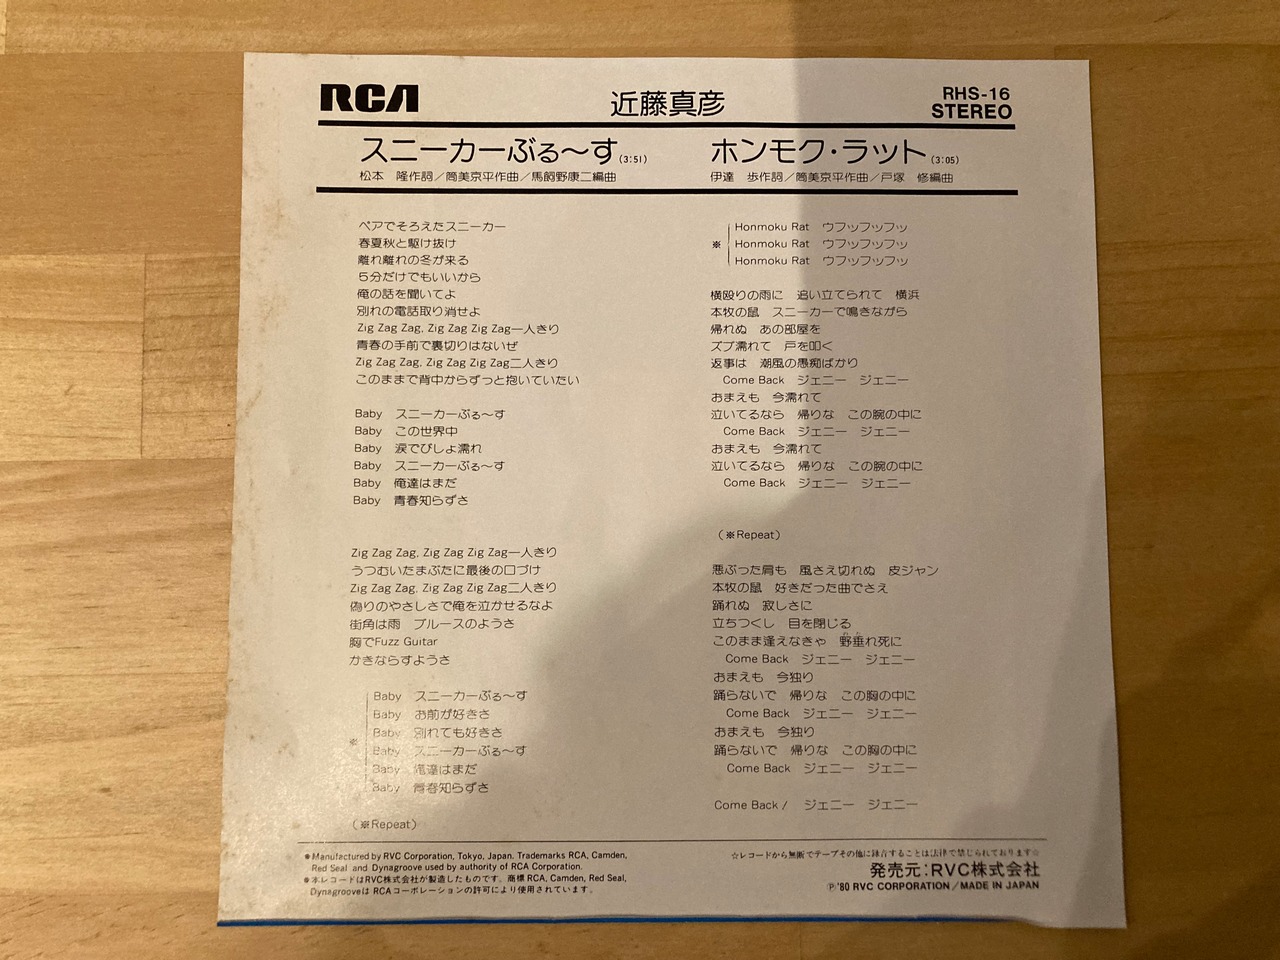 RCA
近藤真彦
RHS-16
STEREO
スニーカーぶる〜す(3:51)
松本 隆作詞／筒美京平作曲／馬飼野康二編曲
ホンモク・ラット(3:05)
伊達 歩作詞／筒美京平作曲／戸塚 修編曲
ペアでそろえたスニーカー
春夏秋と駆け抜け
離れ離れの冬が来る
5分だけでもいいから
俺の話を聞いてよ
別れの電話取り消せよ
Zig Zag Zag, Zig Zag Zig Zag一人きり
青春の手前で裏切りはないぜ
Zig Zag Zag, Zig Zag Zig Zag二人きり
このままで背中からずっと抱いていたい
Baby スニーカーぶる〜す
Baby この世界中
Baby 涙でびしょ濡れ
Baby スニーカーぶる〜す
Baby 俺達はまだ
Baby 青春知らずさ
Zig Zag Zag, Zig Zag Zig Zag一人きり
うつむいたまぶたに最後の口づけ
Zig Zag Zag, Zig Zag Zig Zag二人きり
偽りのやさしさで俺を泣かせるなよ
街角は雨 ブルースのようさ
胸でFuzz Guitar
かきならすようさ
Baby スニーカーぶる〜す
Baby お前が好きさ
Baby 別れても好きさ
※
Baby スニーカーぶる〜す
Baby 俺達はまだ
Baby 青春知らずさ
(※Repeat)
Honmoku Rat ウフッフッフッ
※ Honmoku Rat ウフッフッフッ
Honmoku Rat ウフッフッフッ
横殴りの雨に 追い立てられて 横浜
本牧の鼠 スニーカーで鳴きながら
帰れぬ あの部屋を
ズブ濡れて 戸を叩く
返事は 潮風の愚痴ばかり
Come Back ジェニー ジェニー
おまえも 今濡れて
泣いてるなら 帰りな この腕の中に
Come Back ジェニー ジェニー
おまえも 今濡れて
泣いてるなら 帰りな この腕の中に
Come Back ジェニー ジェニー
(※Repeat)
悪ぶった肩も 風さえ切れぬ 皮ジャン
本牧の鼠 好きだった曲でさえ
踊れぬ 寂しさに
立ちつくし 目を閉じる
このまま逢えなきゃ 野垂れ死に
Come Back ジェニー ジェニー
おまえも 今独り
踊らないで 帰りな この胸の中に
Come Back ジェニー ジェニー
おまえも 今独り
踊らないで 帰りな この胸の中に
Come Back ジェニー ジェニー
Come Back / ジェニー ジェニー
●Manufactured by RVC Corporation, Tokyo, Japan. Trademarks RCA, Camden,
Red Seal and Dynagroove used by authority of RCA Corporation.
●本レコードはRVC株式会社が製造したものです。商標 RCA, Camden, Red Seal,
DynagrooveはRCAコーポレーションの許可により使用されています。
☆レコードから無断でテープその他に録音することは法律で禁じられております☆
発売元：RVC株式会社
Ⓟ'80 RVC CORPORATION／MADE IN JAPAN